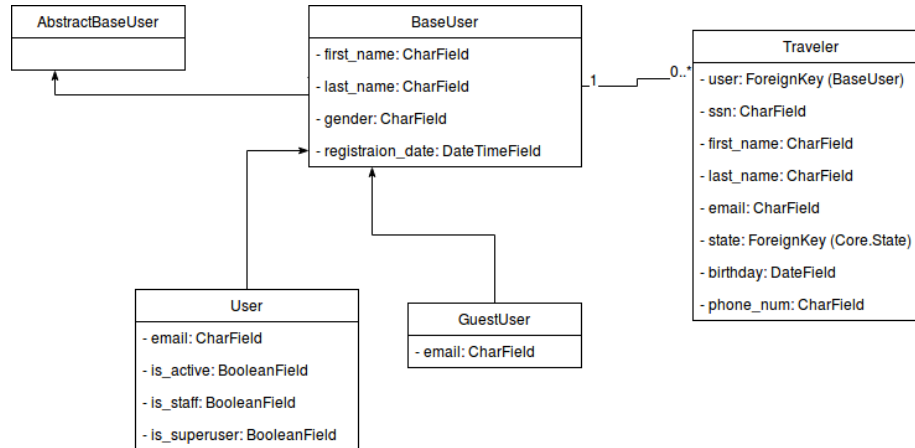 AbstractBaseUser
BaseUser
- first_name: CharField
- last_name: CharField
- gender: CharField
- registraion_date: DateTimeField
1
0..*
Traveler
- user: ForeignKey (BaseUser)
- ssn: CharField
- first_name: CharField
- last_name: CharField
- email: CharField
- state: ForeignKey (Core.State)
- birthday: DateField
- phone_num: CharField
User
- email: CharField
- is_active: BooleanField
- is_staff: BooleanField
- is_superuser: BooleanField
GuestUser
- email: CharField